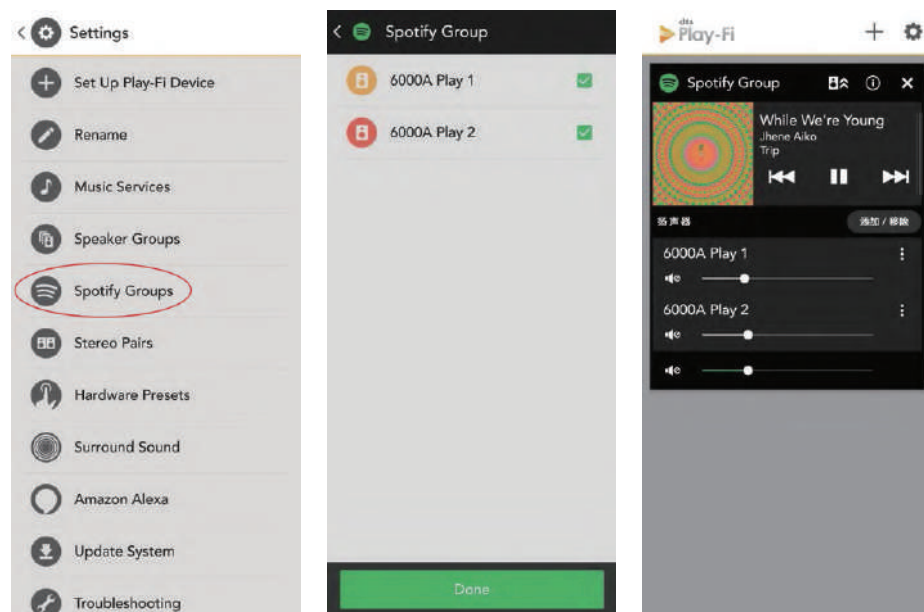 Settings
Set Up Play-Fi Device
Rename
Music Services
Speaker Groups
Spotify Groups
Stereo Pairs
Hardware Presets
Surround Sound
Amazon Alexa
Update System
Troubleshooting
Spotify Group
6000A Play 1
6000A Play 2
Done
dts
Play-Fi
Spotify Group
While We're Young
Jhene Aiko
Trip
扬声器
添加 / 移除
6000A Play 1
6000A Play 2